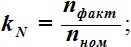 k_N = n_факт / n_ном ;